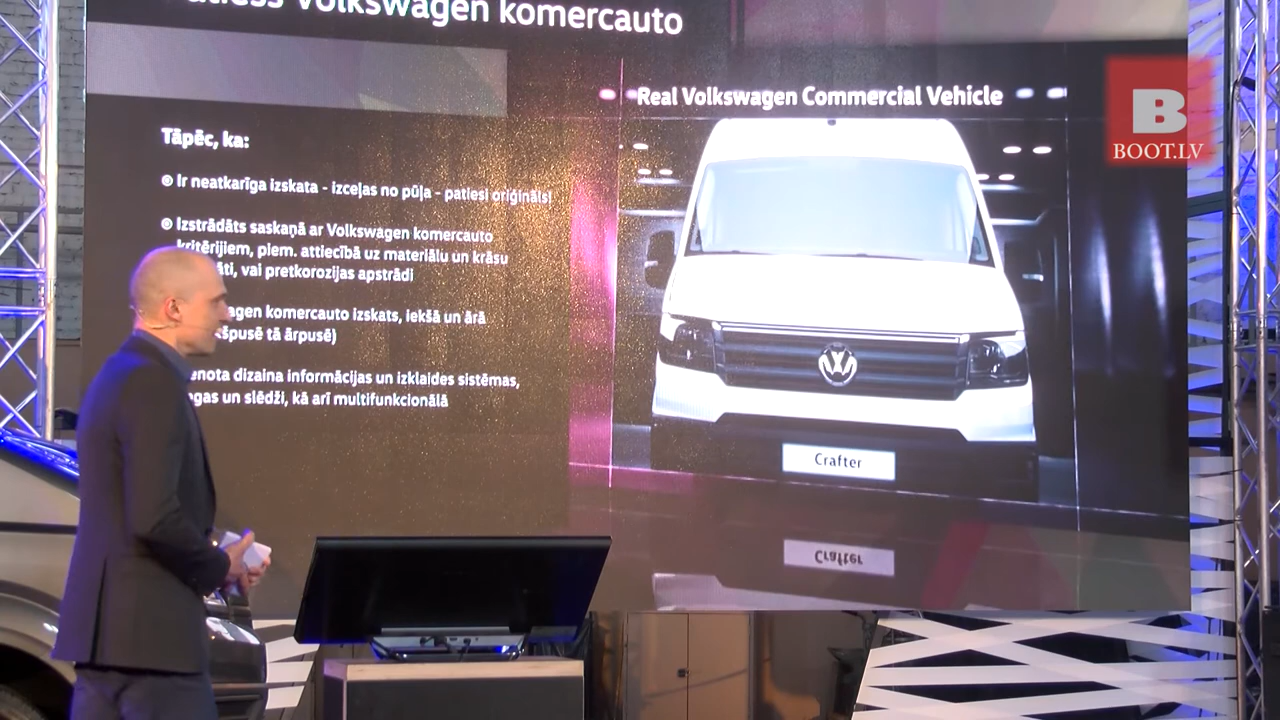 Volkswagen komercauto
Real Volkswagen Commercial Vehicle
B
BOOT.LV
Tāpēc, ka:
Ir neatkarīga izskata - izceļas no pūļa - patiesi oriģināls!
Izstrādāts saskaņā ar Volkswagen komercauto
kritērijiem, piem. attiecībā uz materiālu un krāsu
vai pretkorozijas apstrādi
komercauto izskats, iekšā un ārā
tā ārpusē)
dizaina informācijas un izklaides sistēmas,
un slēdži, kā arī multifunkcionālā
Crafter
Crafter